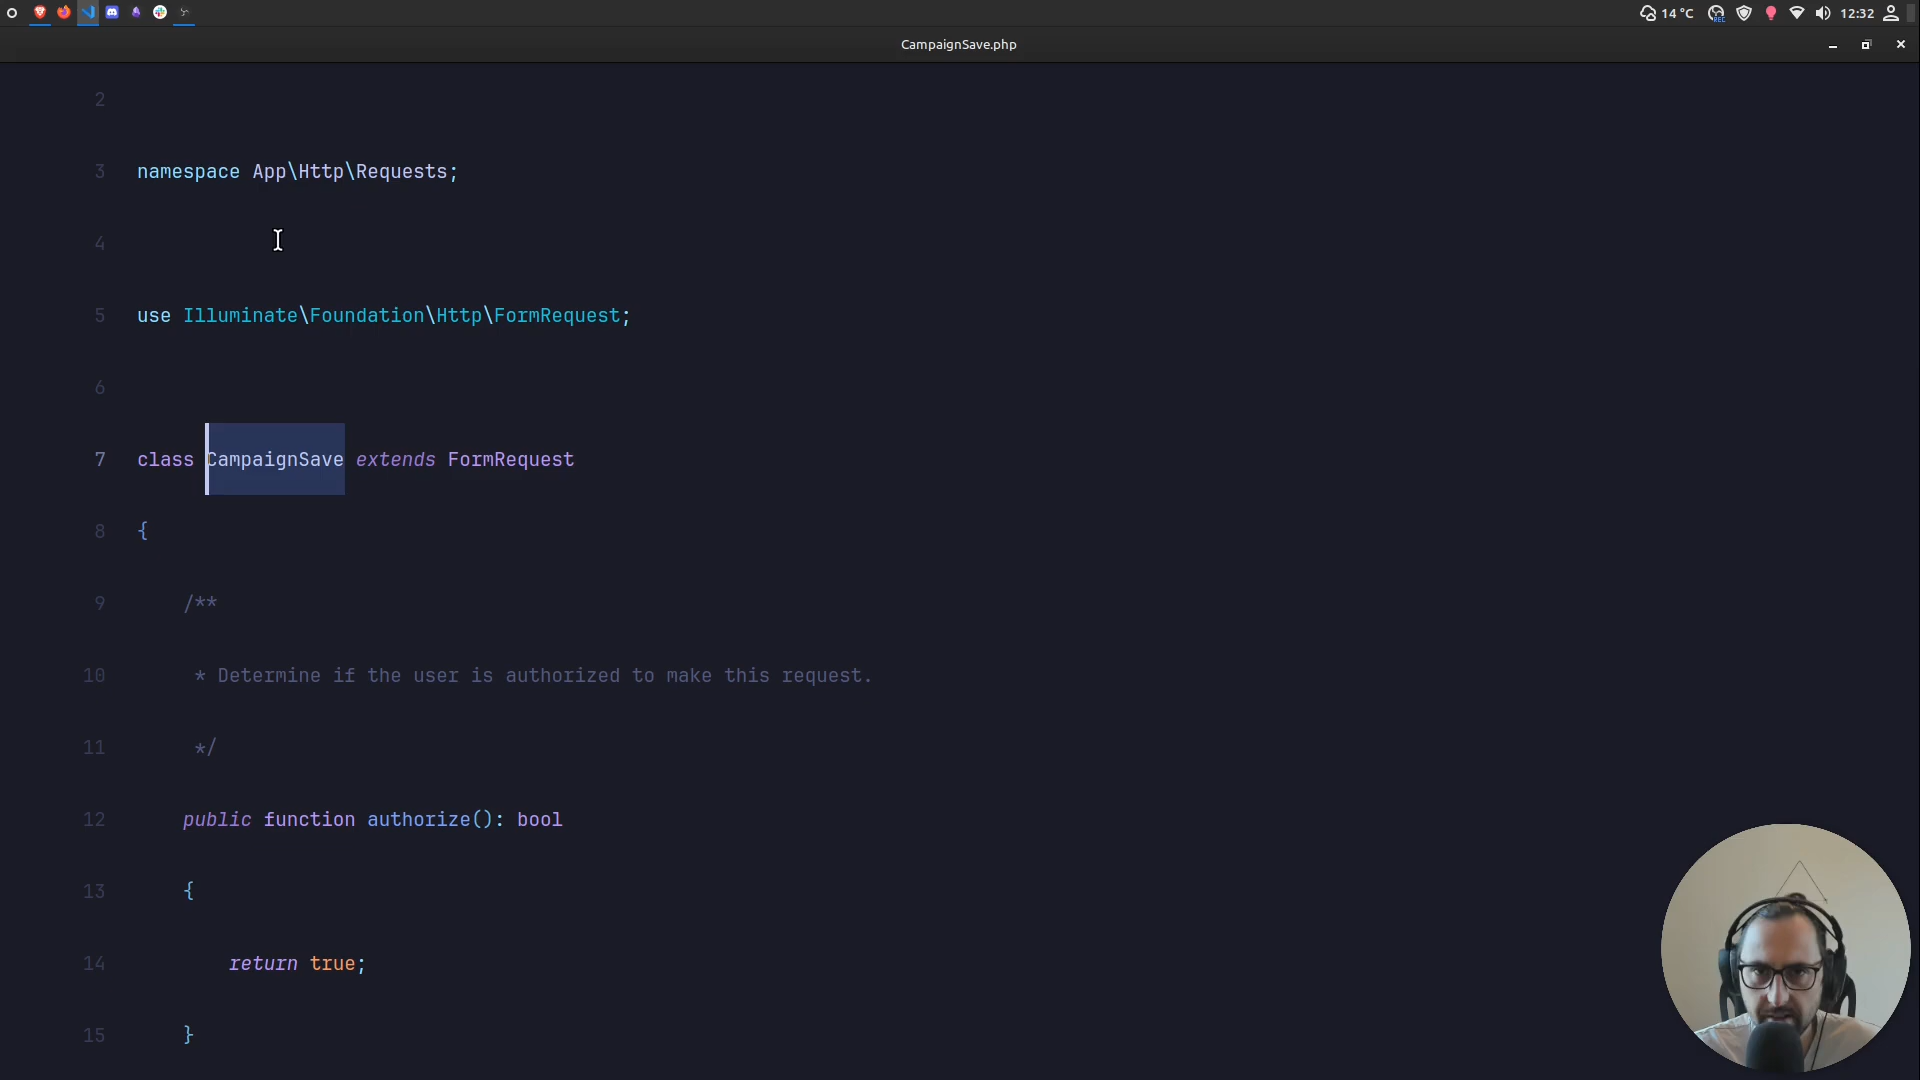 14 °C
REC
12:32
CampaignSave.php
2
3 namespace App\Http\Requests;
4
5 use Illuminate\Foundation\Http\FormRequest;
6
7 class CampaignSave extends FormRequest
8 {
9 /**
10 * Determine if the user is authorized to make this request.
11 */
12 public function authorize(): bool
13 {
14 return true;
15 }